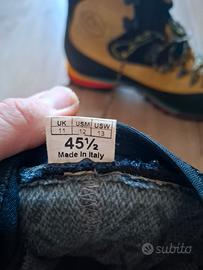 UK USM USW
11 12 13
45½
Made in Italy
subito